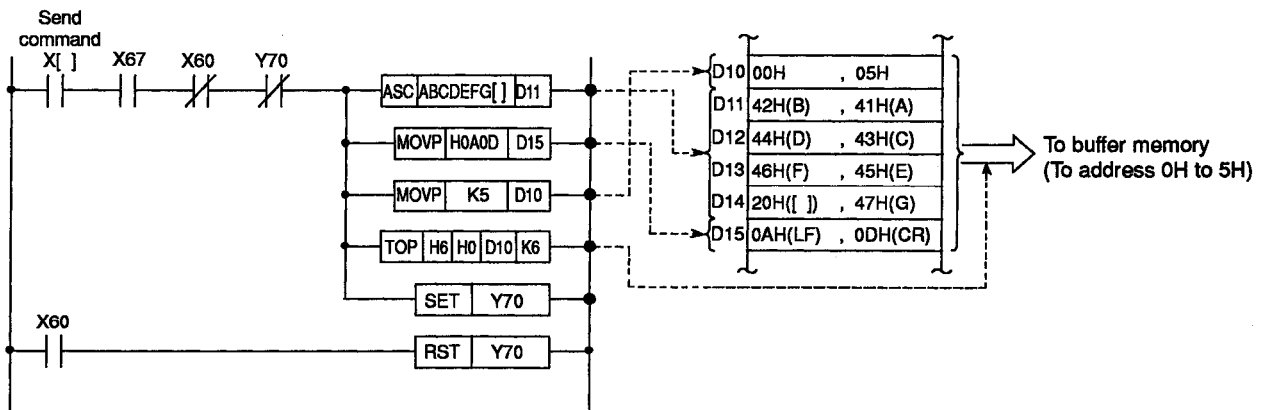 Send
command
X[ ] X67 X60 Y70
ASC ABCDEFG[ ] D11
MOVP H0A0D D15
MOVP K5 D10
TOP H6 H0 D10 K6
SET Y70
X60
RST Y70
D10 00H , 05H
D11 42H(B) , 41H(A)
D12 44H(D) , 43H(C)
D13 46H(F) , 45H(E)
D14 20H([ ]) , 47H(G)
D15 0AH(LF) , 0DH(CR)
To buffer memory
(To address 0H to 5H)